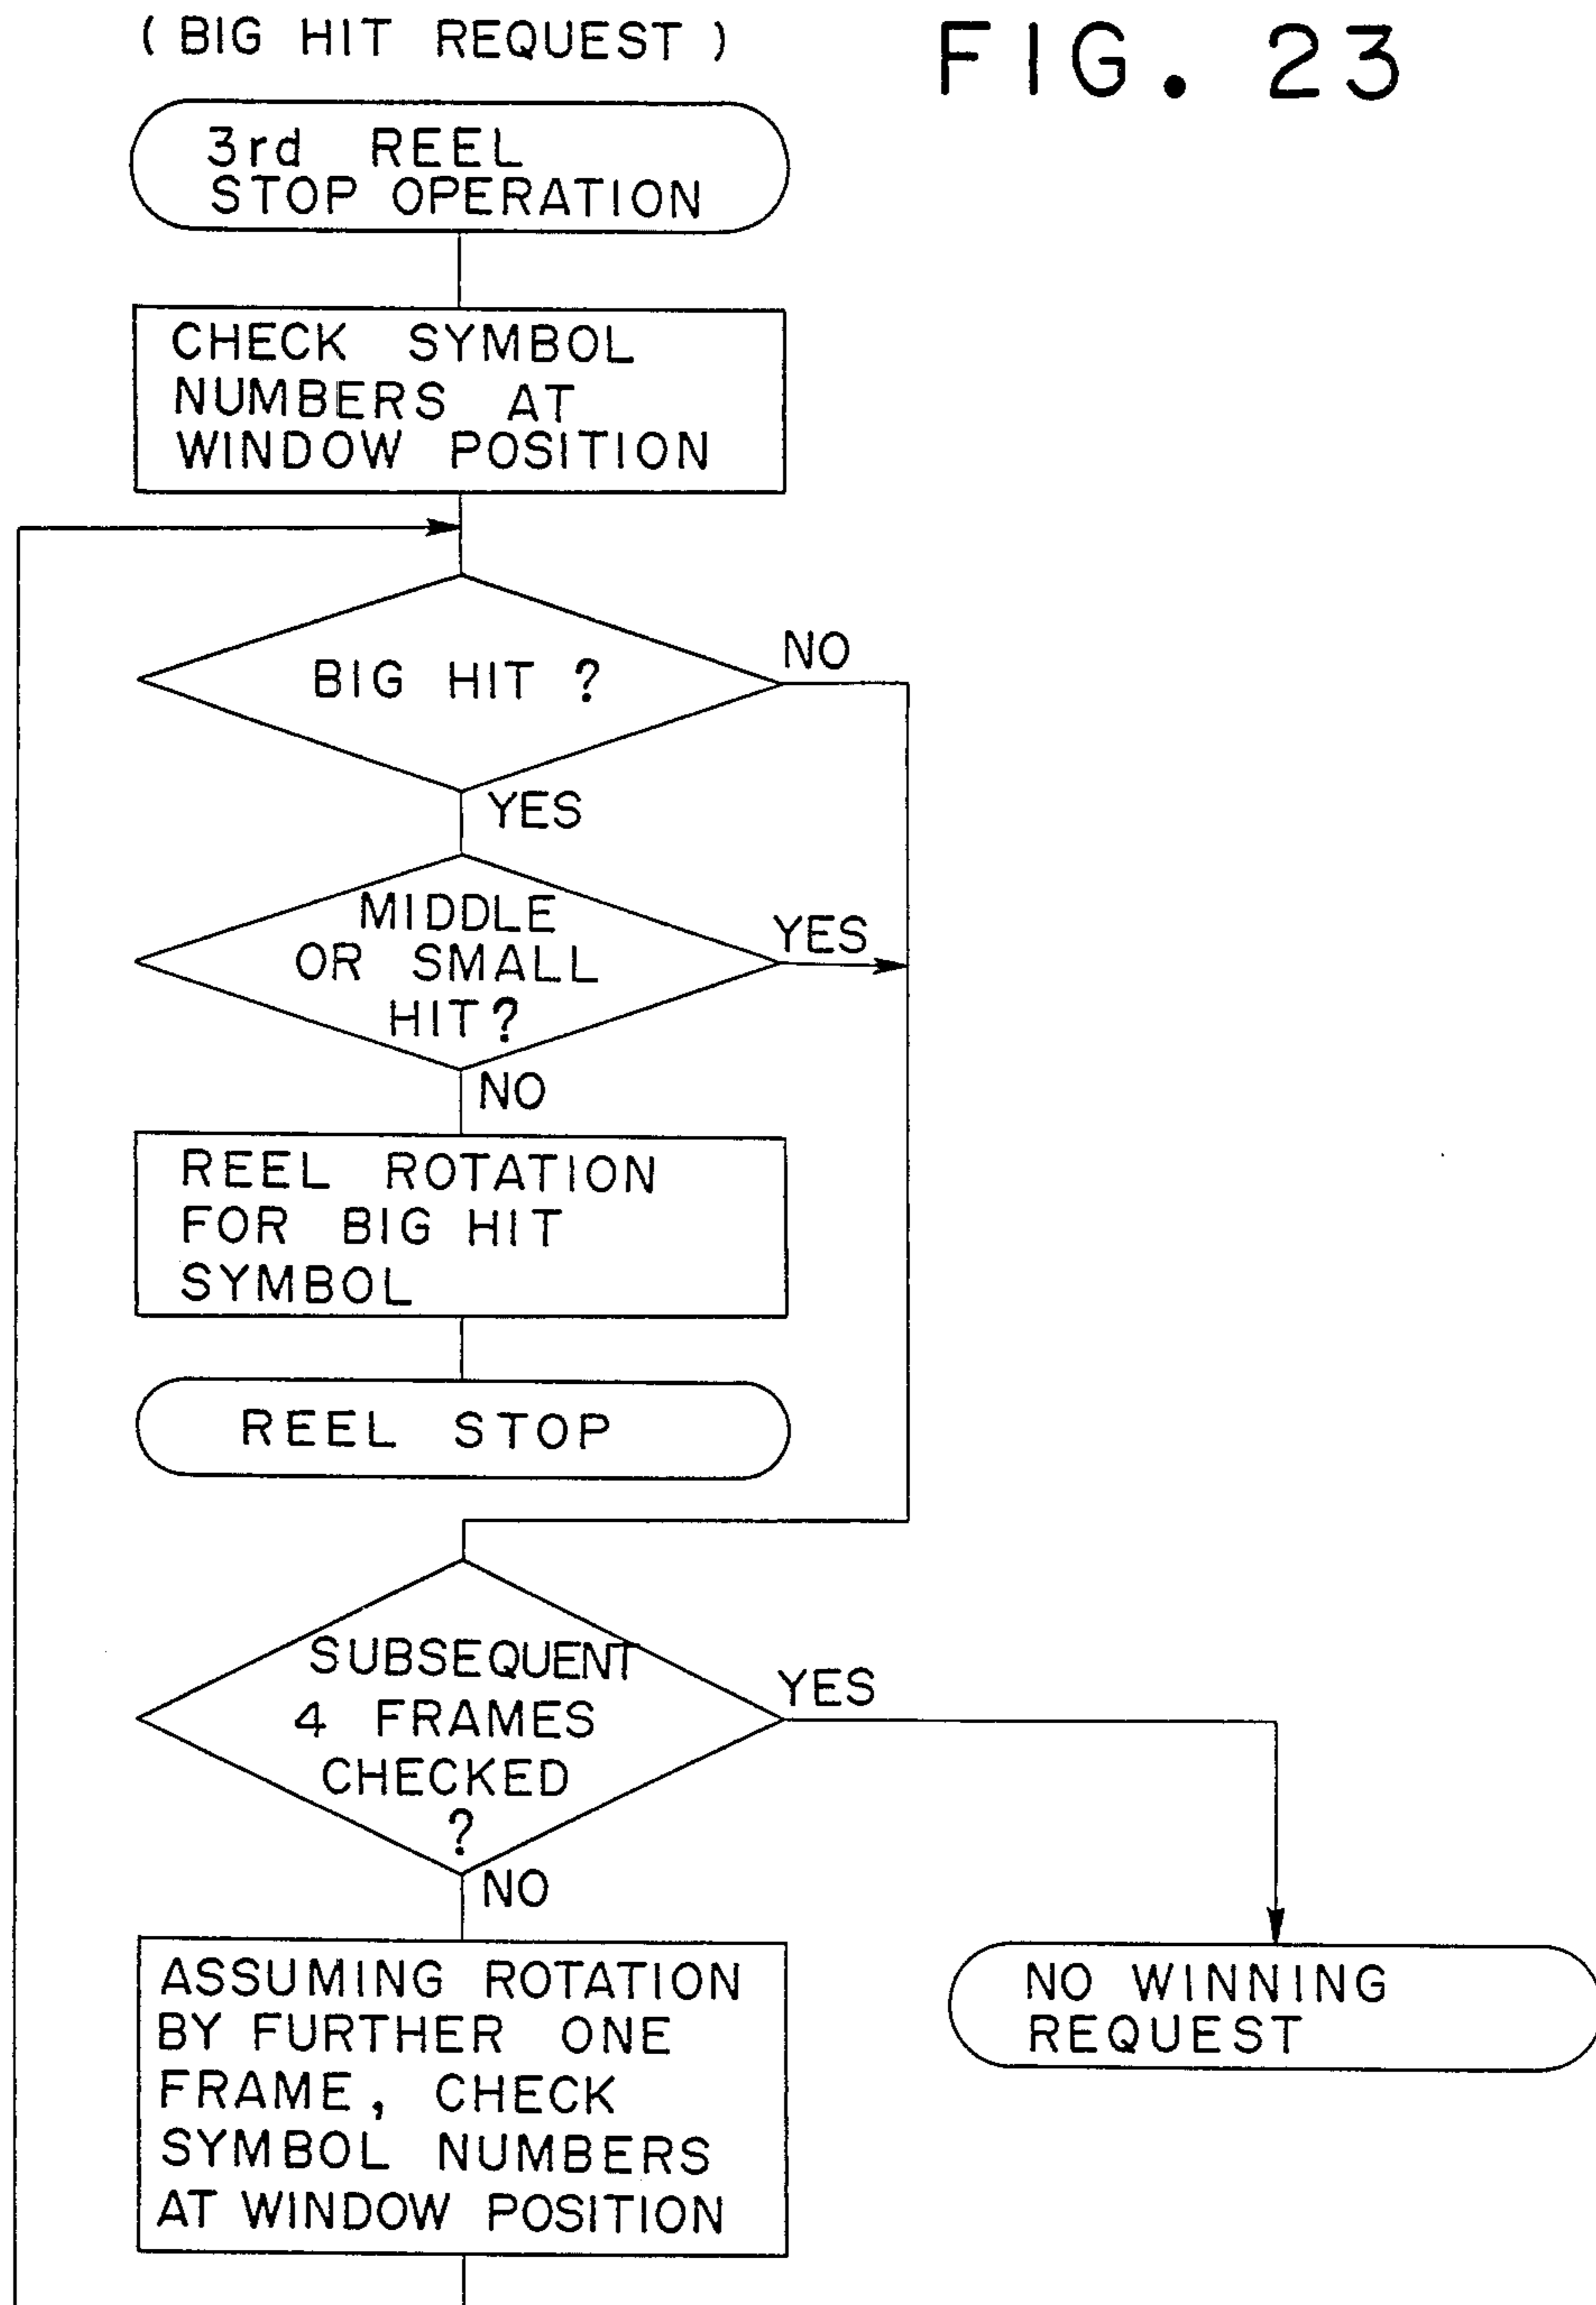 ( BIG HIT REQUEST )
FIG. 23
3rd REEL
STOP OPERATION
CHECK SYMBOL
NUMBERS AT
WINDOW POSITION
BIG HIT ?
NO
YES
MIDDLE
OR SMALL
HIT?
YES
NO
REEL ROTATION
FOR BIG HIT
SYMBOL
REEL STOP
SUBSEQUENT
4 FRAMES
CHECKED
?
YES
NO
ASSUMING ROTATION
BY FURTHER ONE
FRAME, CHECK
SYMBOL NUMBERS
AT WINDOW POSITION
NO WINNING
REQUEST